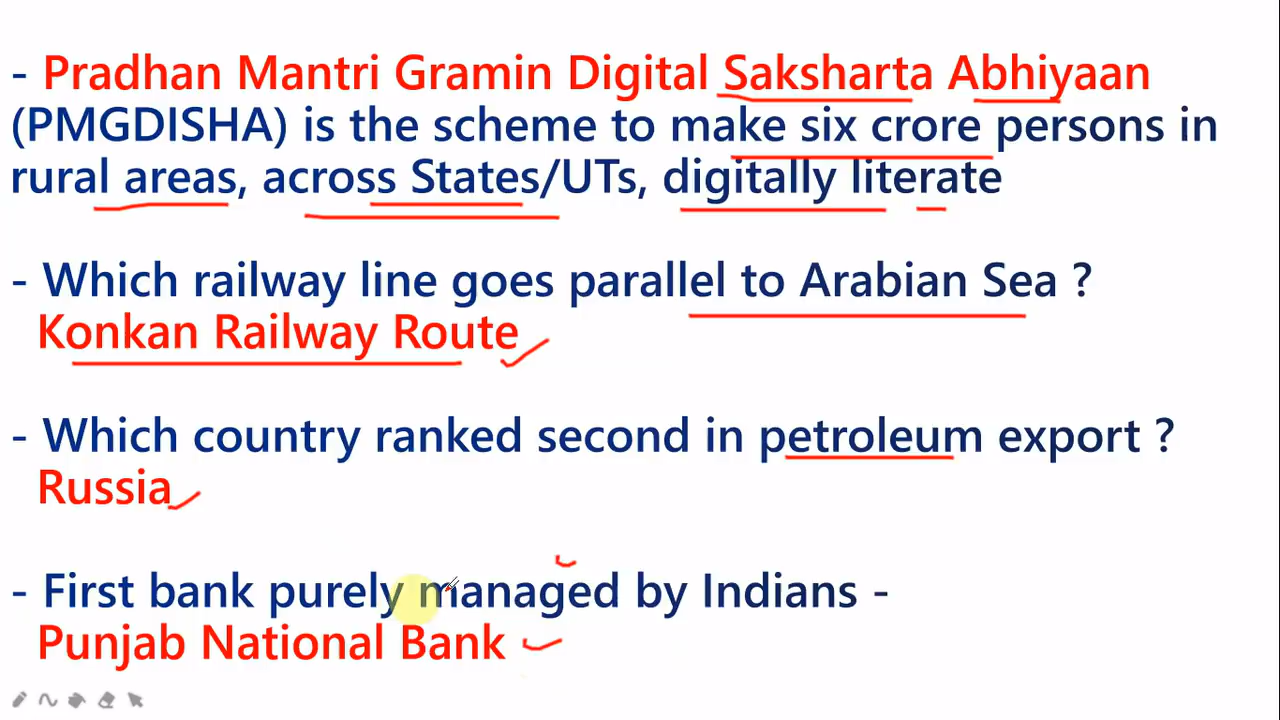 - Pradhan Mantri Gramin Digital Saksharta Abhiyaan
(PMGDISHA) is the scheme to make six crore persons in
rural areas, across States/UTs, digitally literate
- Which railway line goes parallel to Arabian Sea ?
Konkan Railway Route
- Which country ranked second in petroleum export ?
Russia
- First bank purely managed by Indians -
Punjab National Bank